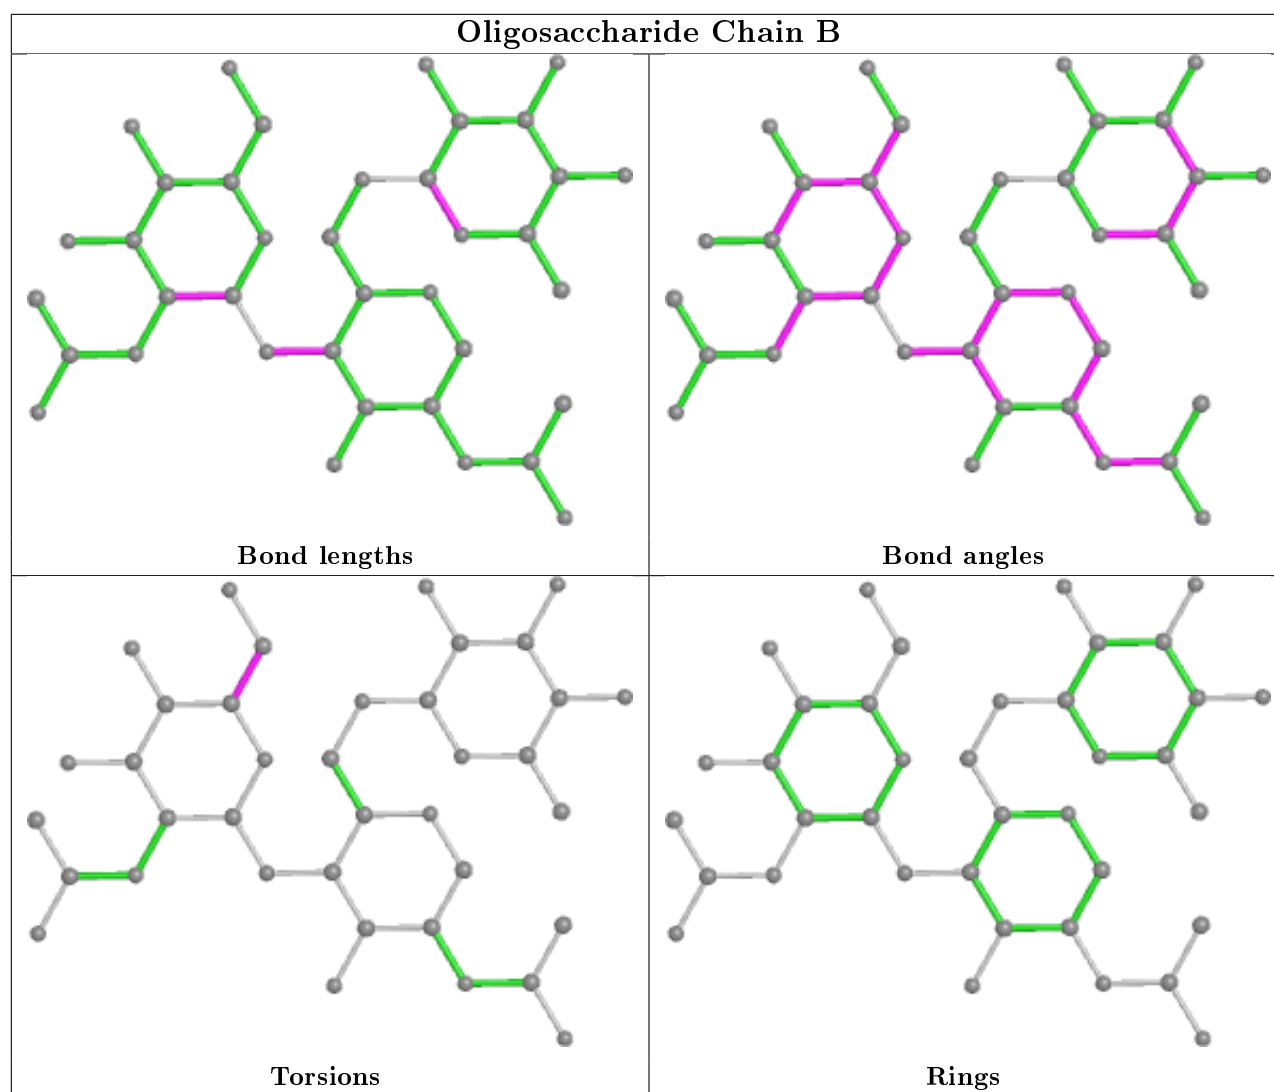 Oligosaccharide Chain B
Bond lengths
Bond angles
Torsions
Rings